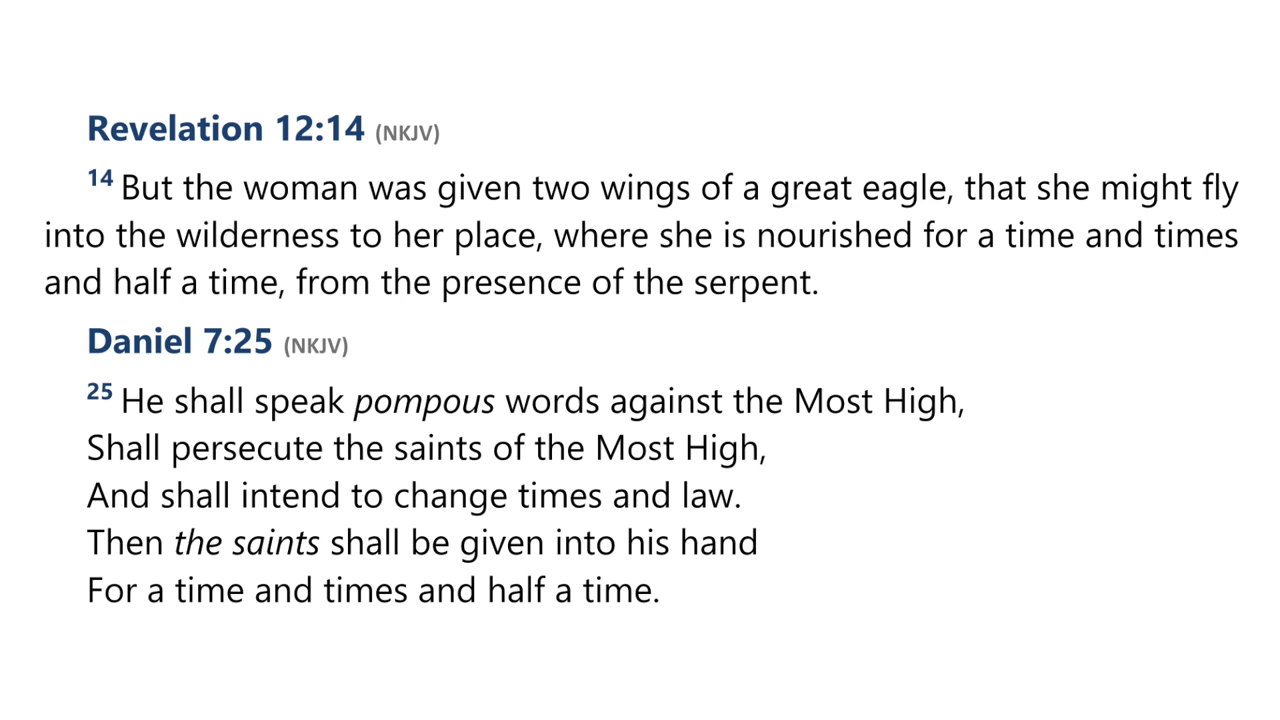 Revelation 12:14 (NKJV)
14 But the woman was given two wings of a great eagle, that she might fly
into the wilderness to her place, where she is nourished for a time and times
and half a time, from the presence of the serpent.
Daniel 7:25 (NKJV)
25 He shall speak pompous words against the Most High,
Shall persecute the saints of the Most High,
And shall intend to change times and law.
Then the saints shall be given into his hand
For a time and times and half a time.